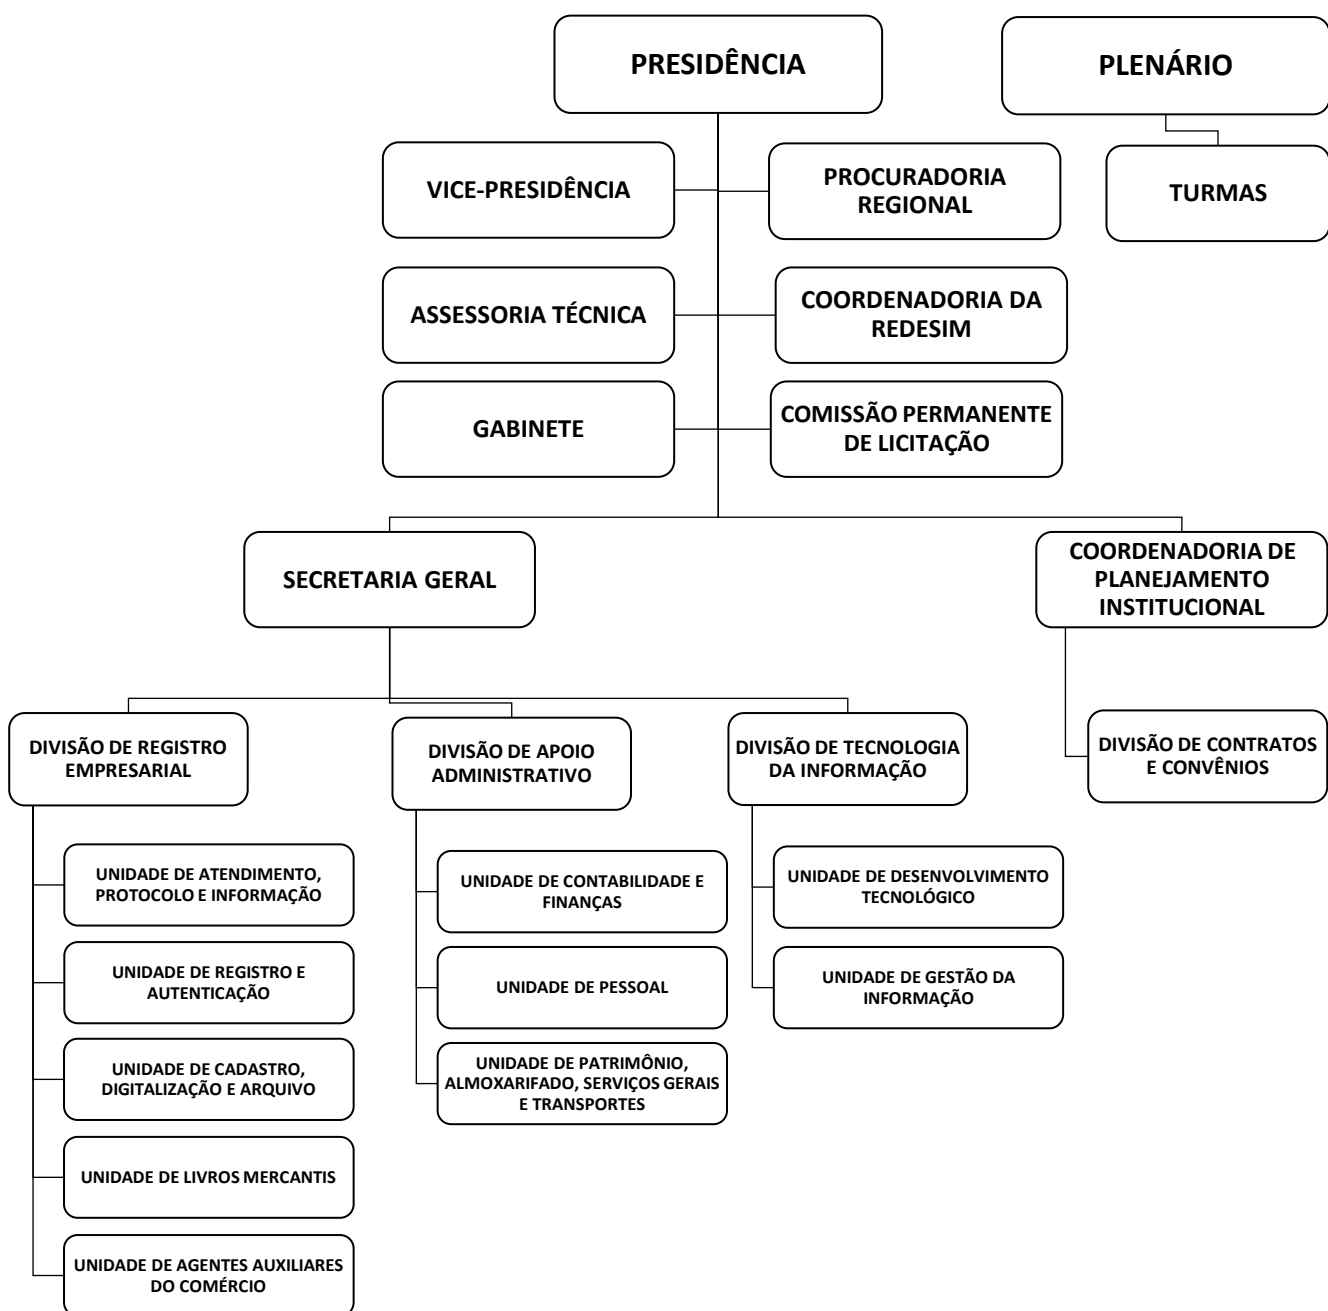 PRESIDÊNCIA
PLENÁRIO
VICE-PRESIDÊNCIA
PROCURADORIA
REGIONAL
TURMAS
ASSESSORIA TÉCNICA
COORDENADORIA DA
REDESIM
GABINETE
COMISSÃO PERMANENTE
DE LICITAÇÃO
SECRETARIA GERAL
COORDENADORIA DE
PLANEJAMENTO
INSTITUCIONAL
DIVISÃO DE REGISTRO
EMPRESARIAL
DIVISÃO DE APOIO
ADMINISTRATIVO
DIVISÃO DE TECNOLOGIA
DA INFORMAÇÃO
DIVISÃO DE CONTRATOS
E CONVÊNIOS
UNIDADE DE ATENDIMENTO,
PROTOCOLO E INFORMAÇÃO
UNIDADE DE REGISTRO E
AUTENTICAÇÃO
UNIDADE DE CADASTRO,
DIGITALIZAÇÃO E ARQUIVO
UNIDADE DE LIVROS MERCANTIS
UNIDADE DE AGENTES AUXILIARES
DO COMÉRCIO
UNIDADE DE CONTABILIDADE E
FINANÇAS
UNIDADE DE PESSOAL
UNIDADE DE PATRIMÔNIO,
ALMOXARIFADO, SERVIÇOS GERAIS
E TRANSPORTES
UNIDADE DE DESENVOLVIMENTO
TECNOLÓGICO
UNIDADE DE GESTÃO DA
INFORMAÇÃO